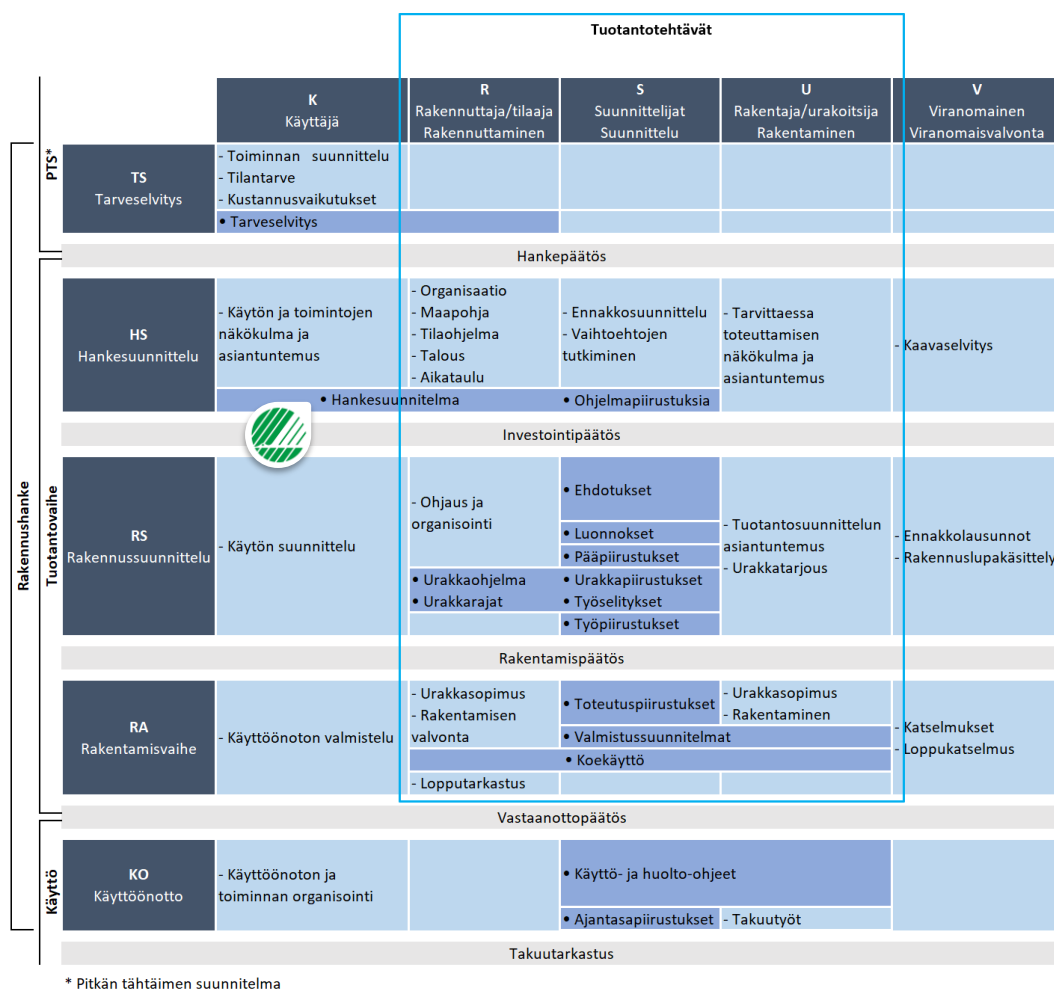 Tuotantotehtävät
K
Käyttäjä
R
Rakennuttaja/tilaaja
Rakennuttaminen
S
Suunnittelijat
Suunnittelu
U
Rakentaja/urakoitsija
Rakentaminen
V
Viranomainen
Viranomaisvalvonta
Rakennushanke
PTS*
TS
Tarveselvitys
- Toiminnan suunnittelu
- Tilantarve
- Kustannusvaikutukset
• Tarveselvitys
Hankepäätös
Tuotantovaihe
HS
Hankesuunnittelu
- Käytön ja toimintojen
näkökulma ja
asiantuntemus
- Organisaatio
- Maapohja
- Tilaohjelma
- Talous
- Aikataulu
- Ennakkosuunnittelu
- Vaihtoehtojen
tutkiminen
- Tarvittaessa
toteuttamisen
näkökulma ja
asiantuntemus
- Kaavaselvitys
• Hankesuunnitelma
• Ohjelmapiirustuksia
Investointipäätös
RS
Rakennussuunnittelu
- Käytön suunnittelu
- Ohjaus ja
organisointi
• Urakkaohjelma
• Urakkarajat
• Ehdotukset
• Luonnokset
• Pääpiirustukset
• Urakkapiirustukset
• Työselitykset
• Työpiirustukset
- Tuotantosuunnittelun
asiantuntemus
- Urakkatarjous
- Ennakkolausunnot
- Rakennuslupakäsittely
Rakentamispäätös
RA
Rakentamisvaihe
- Käyttöönoton valmistelu
- Urakkasopimus
- Rakentamisen
valvonta
• Toteutuspiirustukset
- Urakkasopimus
- Rakentaminen
• Valmistussuunnitelmat
• Koekäyttö
- Lopputarkastus
- Katselmukset
- Loppukatselmus
Vastaanottopäätös
Käyttö
KO
Käyttöönotto
- Käyttöönoton ja
toiminnan organisointi
• Käyttö- ja huolto-ohjeet
• Ajantasapiirustukset
- Takuutyöt
Takuutarkastus
* Pitkän tähtäimen suunnitelma